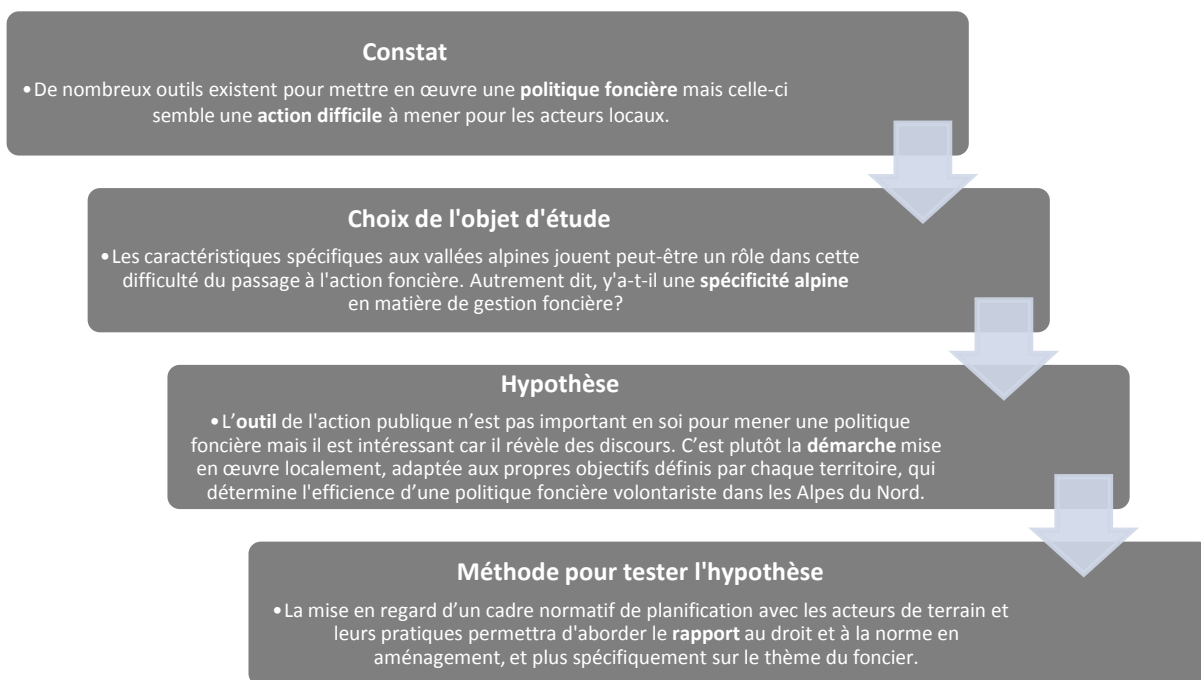 Constat
•De nombreux outils existent pour mettre en œuvre une politique foncière mais celle-ci
semble une action difficile à mener pour les acteurs locaux.
Choix de l'objet d'étude
•Les caractéristiques spécifiques aux vallées alpines jouent peut-être un rôle dans cette
difficulté du passage à l'action foncière. Autrement dit, y'a-t-il une spécificité alpine
en matière de gestion foncière?
Hypothèse
•L’outil de l'action publique n’est pas important en soi pour mener une politique
foncière mais il est intéressant car il révèle des discours. C’est plutôt la démarche mise
en œuvre localement, adaptée aux propres objectifs définis par chaque territoire, qui
détermine l'efficience d’une politique foncière volontariste dans les Alpes du Nord.
Méthode pour tester l'hypothèse
•La mise en regard d’un cadre normatif de planification avec les acteurs de terrain et
leurs pratiques permettra d'aborder le rapport au droit et à la norme en
aménagement, et plus spécifiquement sur le thème du foncier.